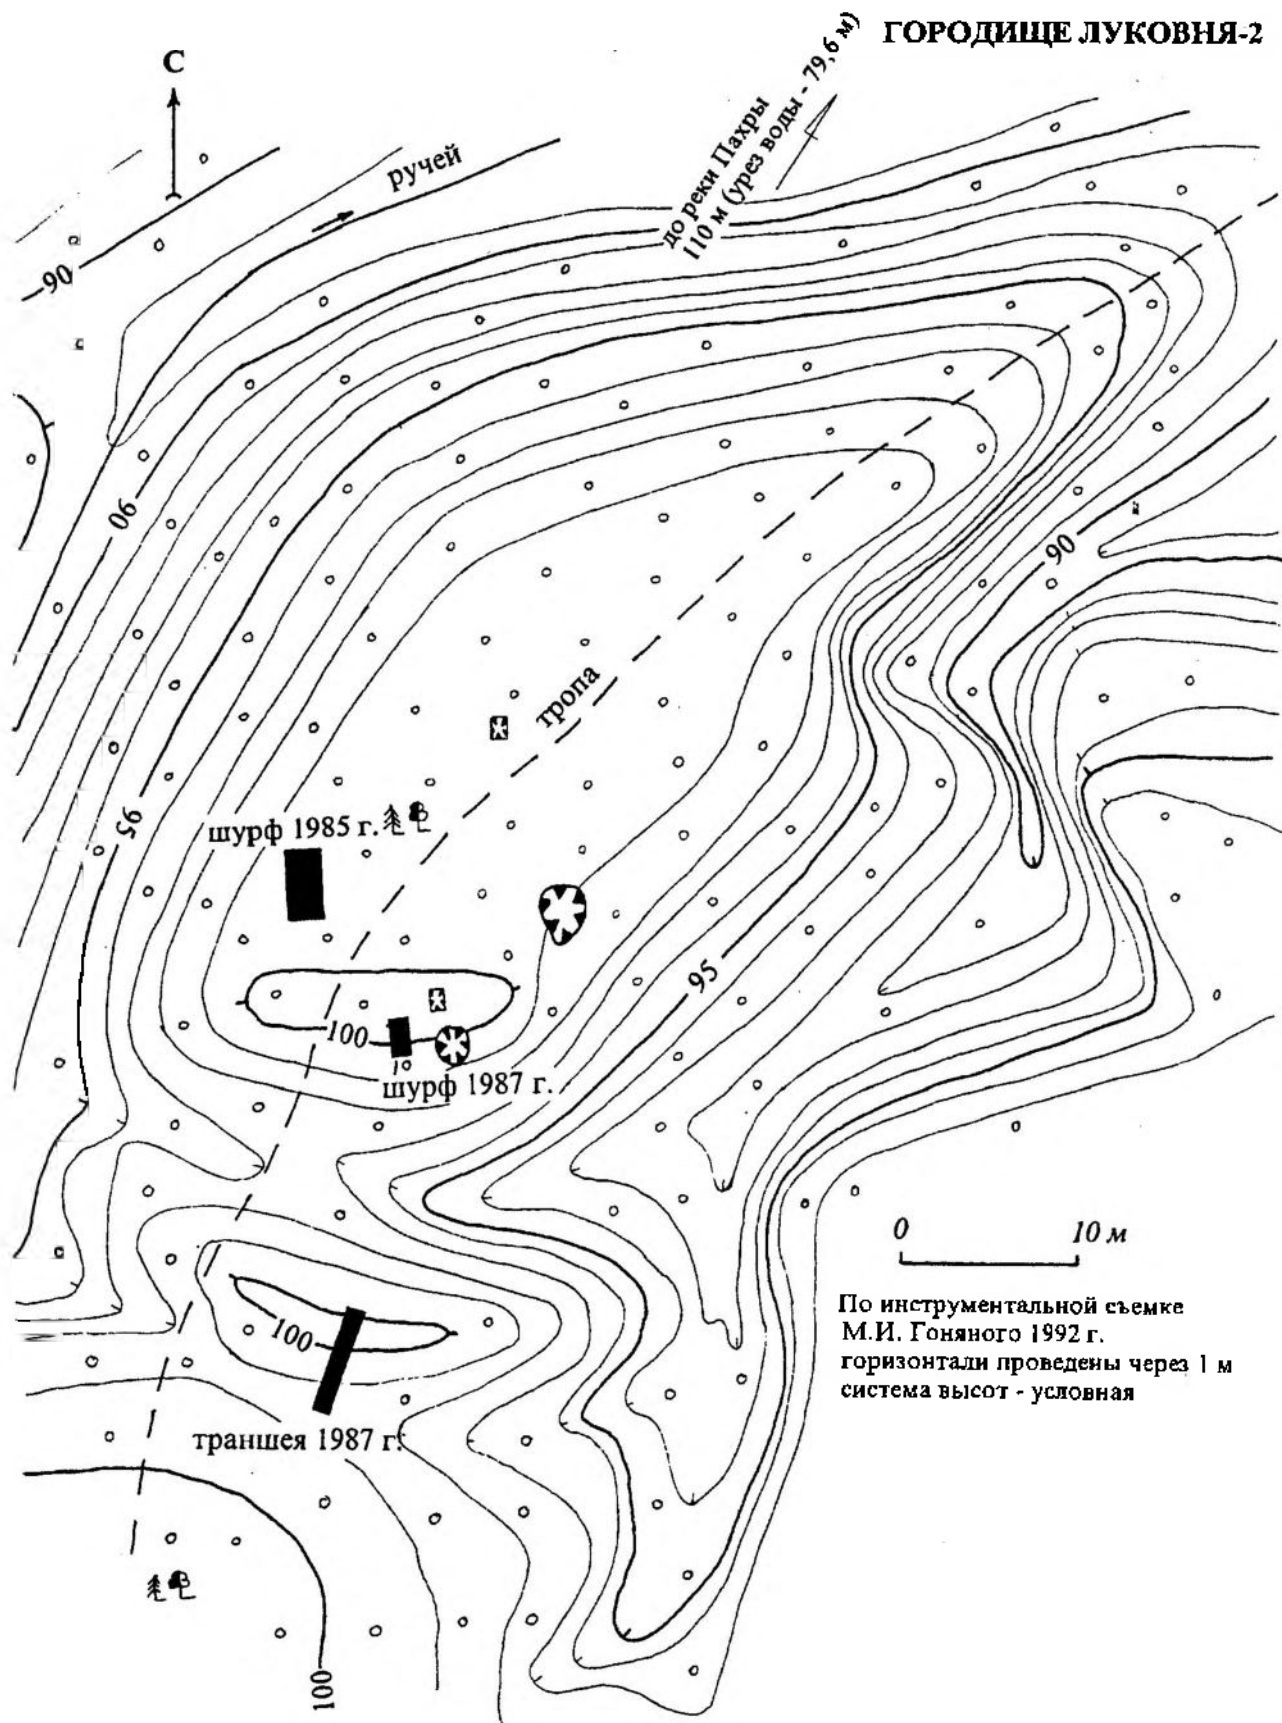 ГОРОДИЩЕ ЛУКОВНЯ-2
С
ручей
до реки Пахры
110 м (урез воды - 79,6 м)
90
90
90
тропа
95
шурф 1985 г.
95
100
шурф 1987 г.
0 10 м
По инструментальной съемке
М.И. Гоняного 1992 г.
горизонтали проведены через 1 м
система высот - условная
100
траншея 1987 г.
100